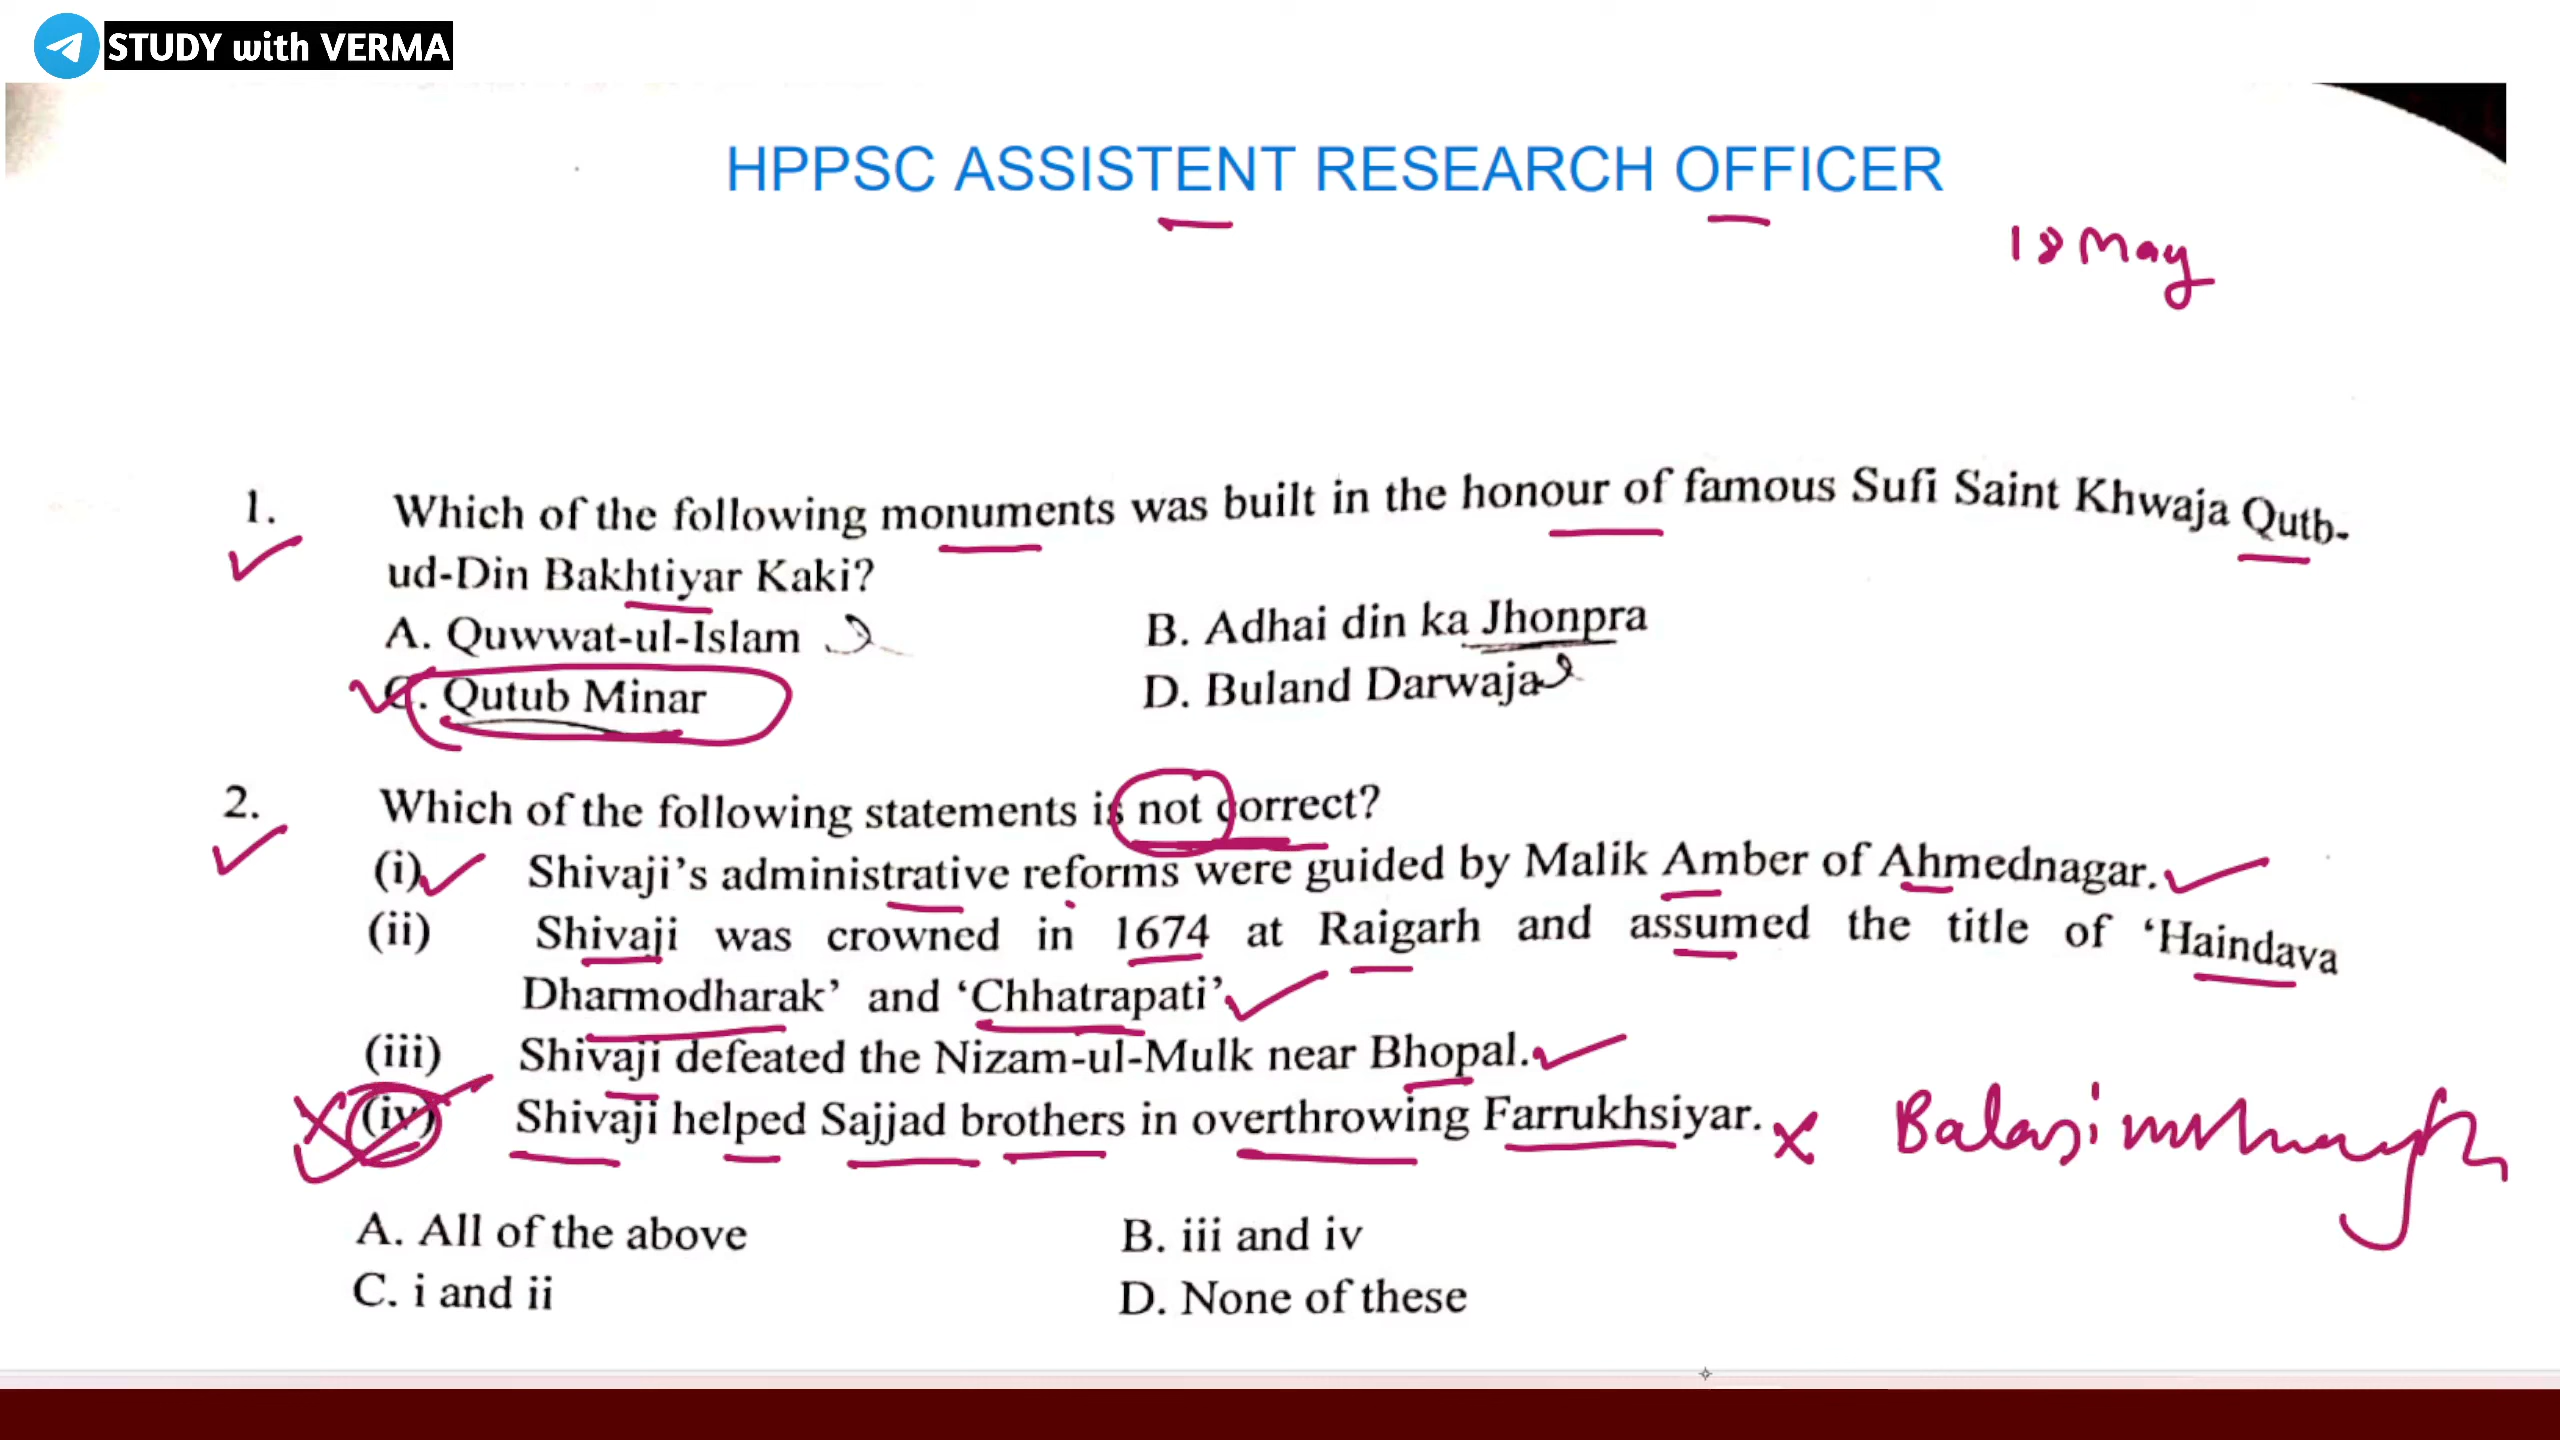 STUDY with VERMA
HPPSC ASSISTENT RESEARCH OFFICER
18 May
1. Which of the following monuments was built in the honour of famous Sufi Saint Khwaja Qutb-
ud-Din Bakhtiyar Kaki?
A. Quwwat-ul-Islam B. Adhai din ka Jhonpra
C. Qutub Minar D. Buland Darwaja
2. Which of the following statements is not correct?
(i) Shivaji's administrative reforms were guided by Malik Amber of Ahmednagar.
(ii) Shivaji was crowned in 1674 at Raigarh and assumed the title of 'Haindava
Dharmodharak' and 'Chhatrapati'
(iii) Shivaji defeated the Nizam-ul-Mulk near Bhopal.
(iv) Shivaji helped Sajjad brothers in overthrowing Farrukhsiyar.
A. All of the above B. iii and iv
C. i and ii D. None of these